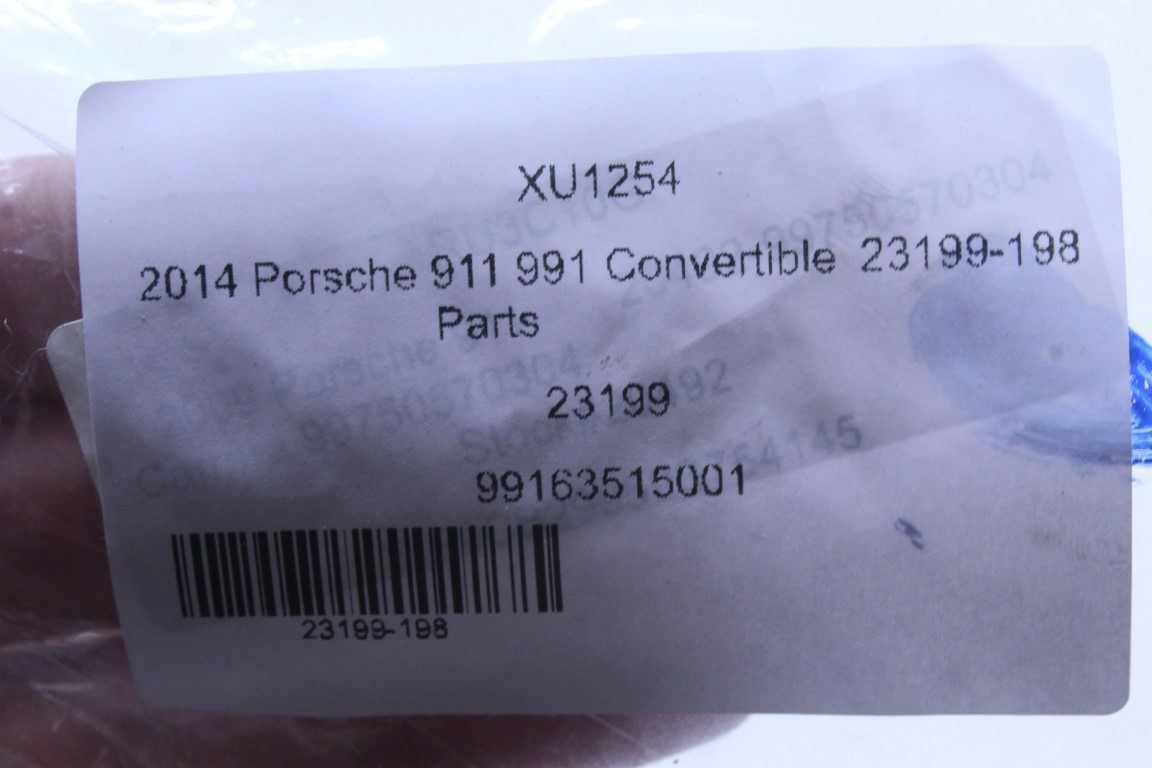 XU1254
2014 Porsche 911 991 Convertible 23199-198
Parts
23199
99163515001
23199-198